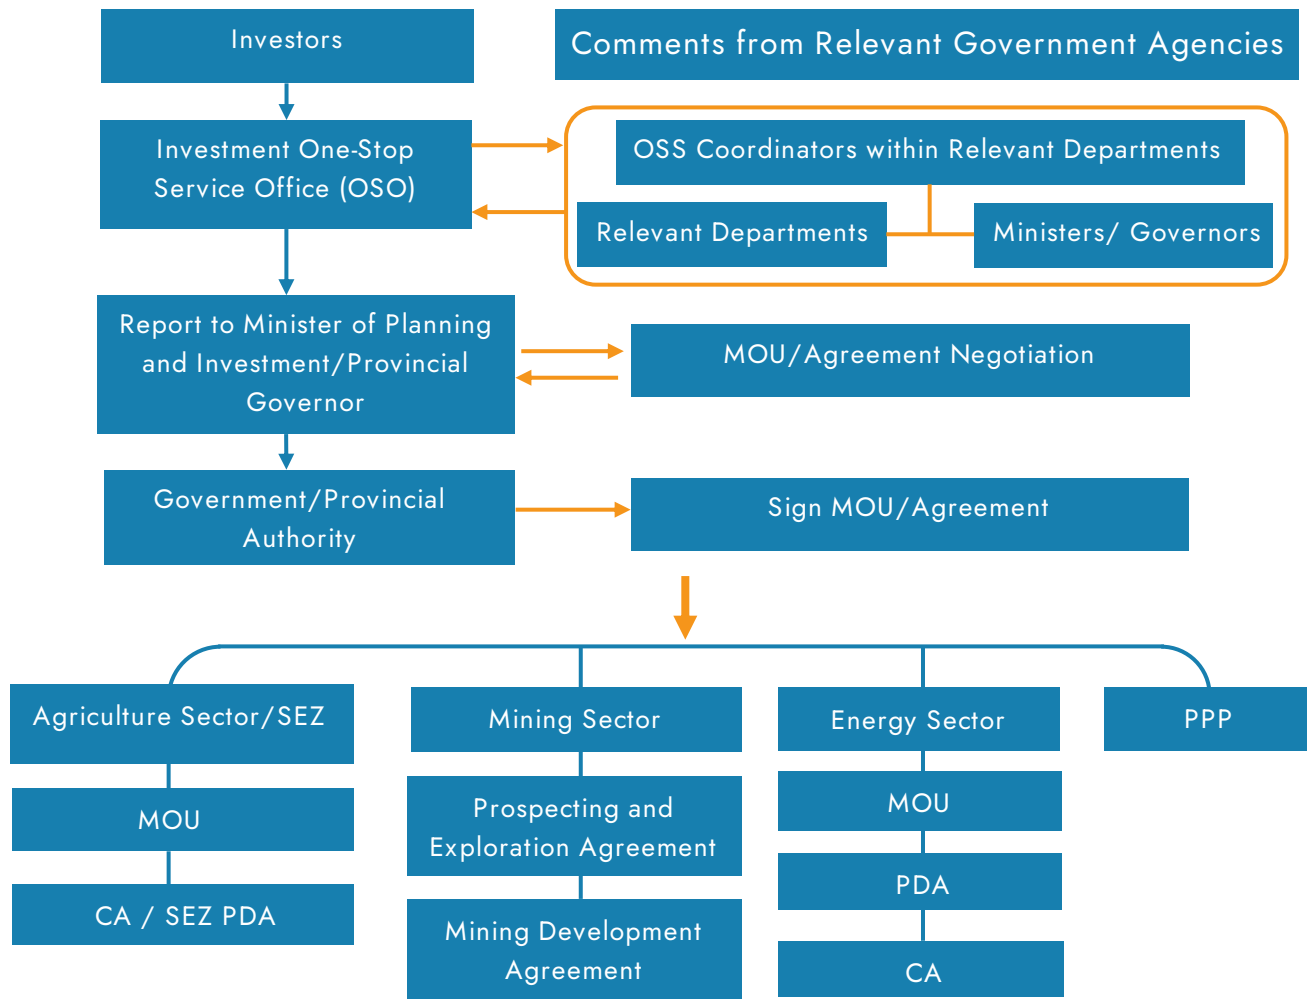 Investors
Comments from Relevant Government Agencies
Investment One-Stop
Service Office (OSO)
OSS Coordinators within Relevant Departments
Relevant Departments
Ministers/ Governors
Report to Minister of Planning
and Investment/Provincial
Governor
MOU/Agreement Negotiation
Government/Provincial
Authority
Sign MOU/Agreement
Agriculture Sector/SEZ
MOU
CA / SEZ PDA
Mining Sector
Prospecting and
Exploration Agreement
Mining Development
Agreement
Energy Sector
MOU
PDA
CA
PPP